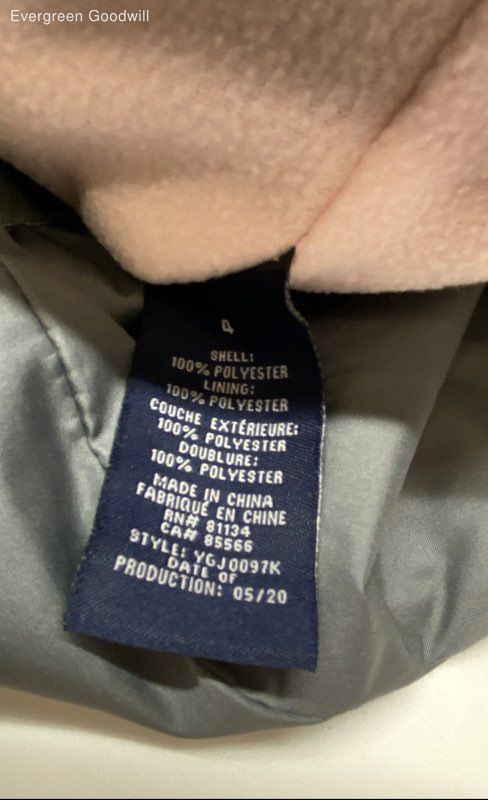 Evergreen Goodwill
4
SHELL:
100% POLYESTER
LINING:
100% POLYESTER
COUCHE EXTÉRIEURE:
100% POLYESTER
DOUBLURE:
100% POLYESTER
MADE IN CHINA
FABRIQUÉ EN CHINE
RN# 81134
CA# 85566
STYLE: YGJ0097K
DATE OF
PRODUCTION: 05/20